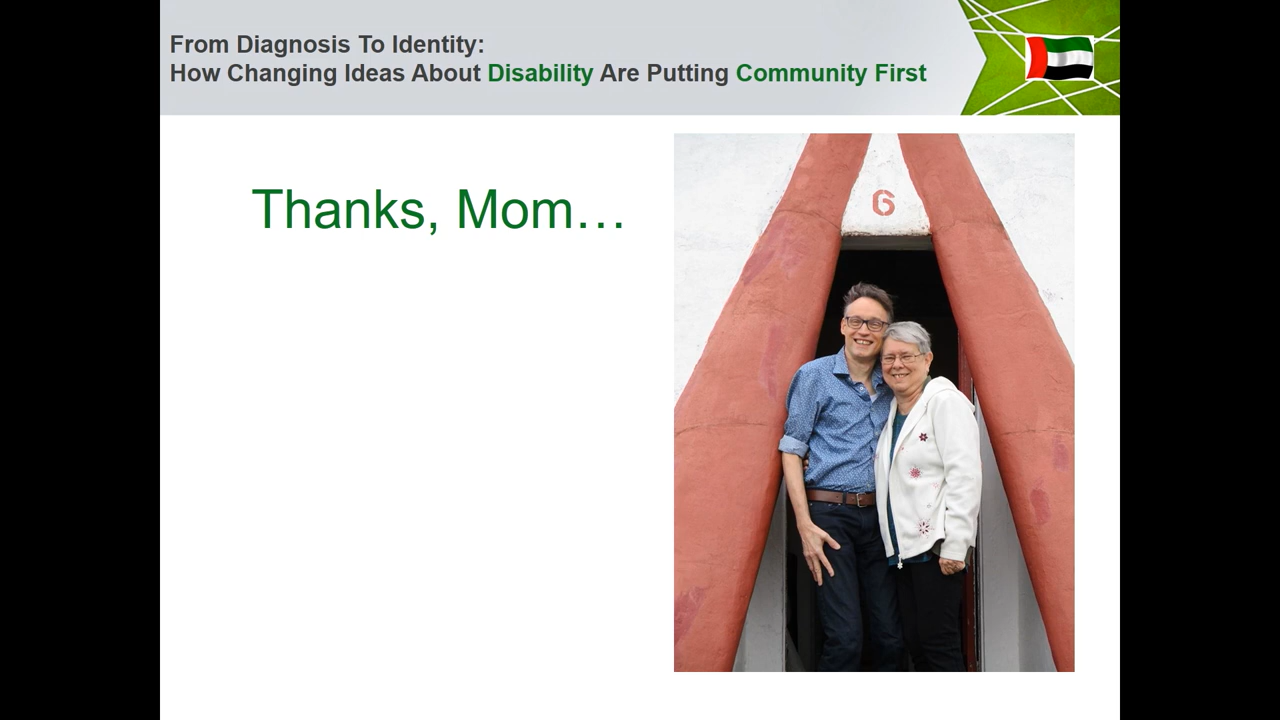 From Diagnosis To Identity:
How Changing Ideas About Disability Are Putting Community First
Thanks, Mom…
6